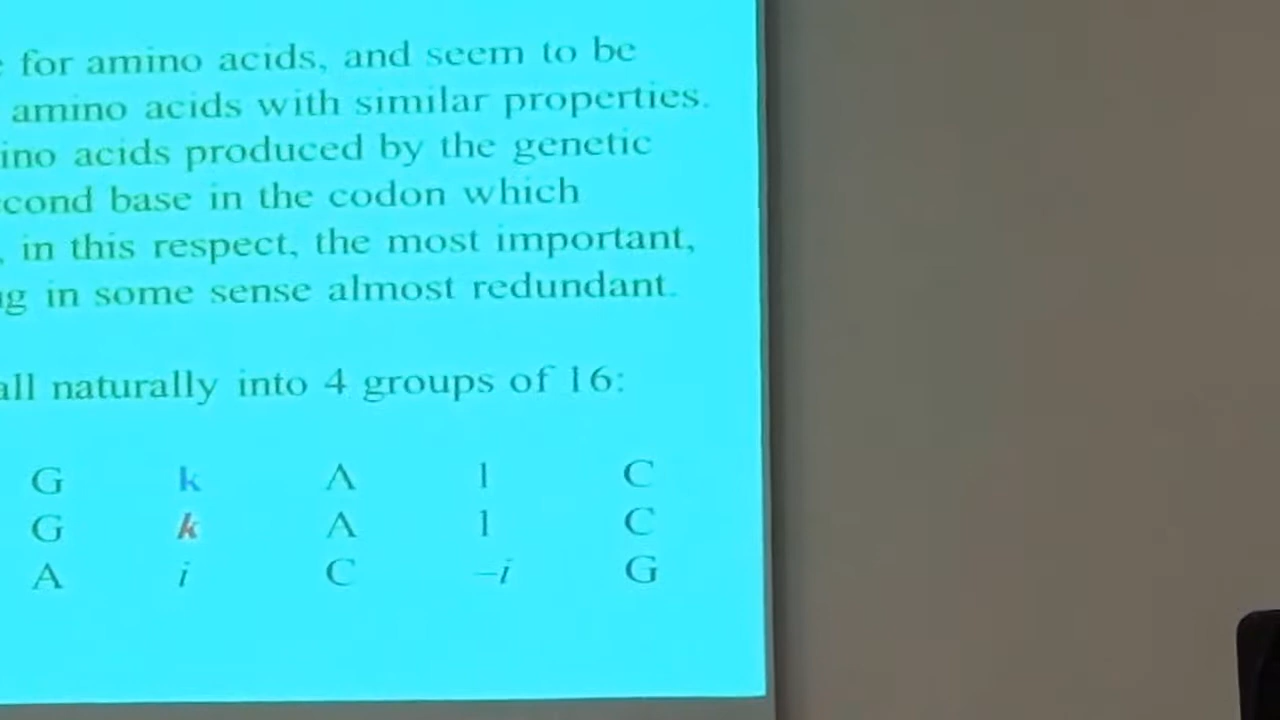 for amino acids, and seem to be
amino acids with similar properties.
ino acids produced by the genetic
cond base in the codon which
, in this respect, the most important,
g in some sense almost redundant.
all naturally into 4 groups of 16:
G k A 1 C
G k A 1 C
A i C –i G